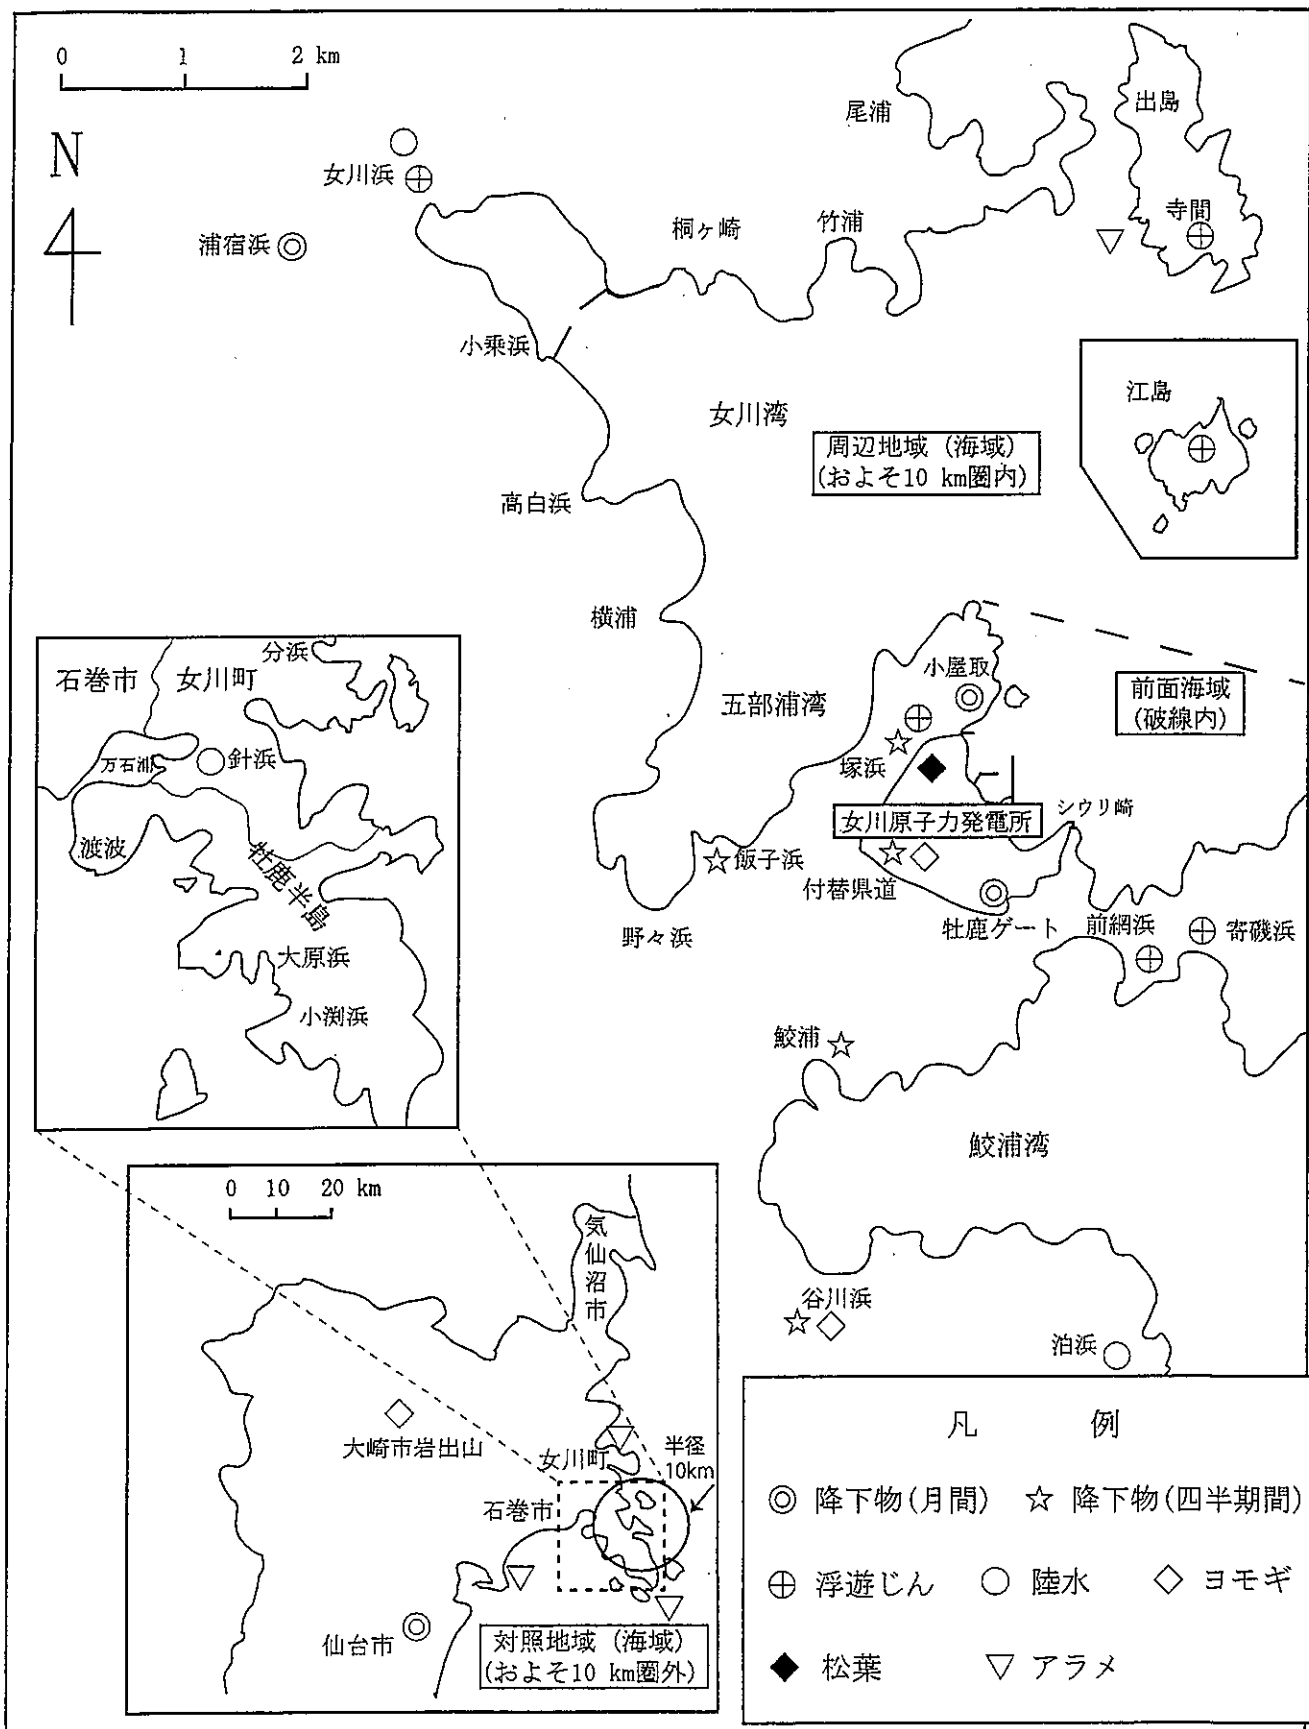 0 1 2 km
N
尾浦
出島
女川浜
寺間
竹浦
桐ヶ崎
浦宿浜
小乗浜
江島
女川湾
周辺地域 (海域)
(およそ10 km圏内)
高白浜
横浦
分浜
石巻市
女川町
小屋取
前面海域
(破線内)
五部浦湾
針浜
万石浦
塚浜
シウリ崎
女川原子力発電所
渡波
牡鹿半島
飯子浜
付替県道
牡鹿ゲート
前網浜
寄磯浜
野々浜
大原浜
小渕浜
鮫浦
鮫浦湾
0 10 20 km
気仙沼市
谷川浜
泊浜
大崎市岩出山
女川町
半径
10km
石巻市
仙台市
対照地域 (海域)
(およそ10 km圏外)
凡 例
降下物(月間)
降下物(四半期間)
浮遊じん
陸水
ヨモギ
松葉
アラメ